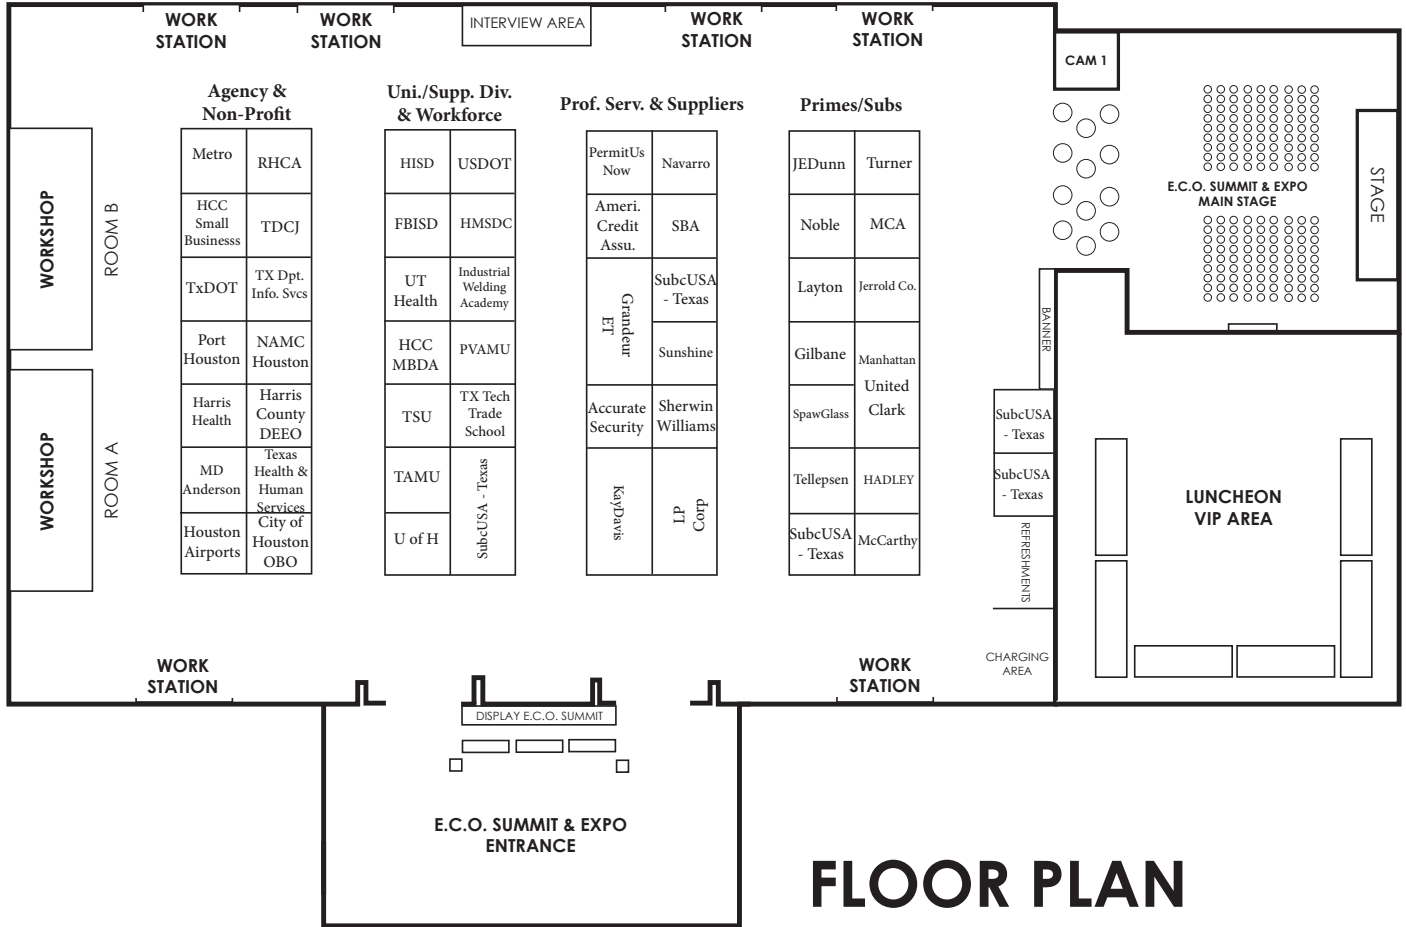 WORK
STATION
WORK
STATION
INTERVIEW AREA
WORK
STATION
WORK
STATION
CAM 1
Agency &
Non-Profit
Metro
RHCA
HCC
Small
Businesss
TDCJ
TxDOT
TX Dpt.
Info. Svcs
Port
Houston
NAMC
Houston
Harris
Health
Harris
County
DEEO
MD
Anderson
Texas
Health &
Human
Services
Houston
Airports
City of
Houston
OBO
Uni./Supp. Div.
& Workforce
HISD
USDOT
FBISD
HMSDC
UT
Health
Industrial
Welding
Academy
HCC
MBDA
PVAMU
TSU
TX Tech
Trade
School
TAMU
SubcUSA - Texas
U of H
Prof. Serv. & Suppliers
PermitUs
Now
Navarro
Ameri.
Credit
Assu.
SBA
Grandeur
ET
SubcUSA
- Texas
Sunshine
Accurate
Security
Sherwin
Williams
KayDavis
LP
Corp
Primes/Subs
JEDunn
Turner
Noble
MCA
Layton
Jerrold Co.
Gilbane
Manhattan
United
Clark
SpawGlass
Tellepsen
HADLEY
SubcUSA
- Texas
McCarthy
WORKSHOP
ROOM B
WORKSHOP
ROOM A
E.C.O. SUMMIT & EXPO
MAIN STAGE
STAGE
BANNER
SubcUSA
- Texas
SubcUSA
- Texas
REFRESHMENTS
CHARGING
AREA
LUNCHEON
VIP AREA
WORK
STATION
WORK
STATION
DISPLAY E.C.O. SUMMIT
E.C.O. SUMMIT & EXPO
ENTRANCE
FLOOR PLAN